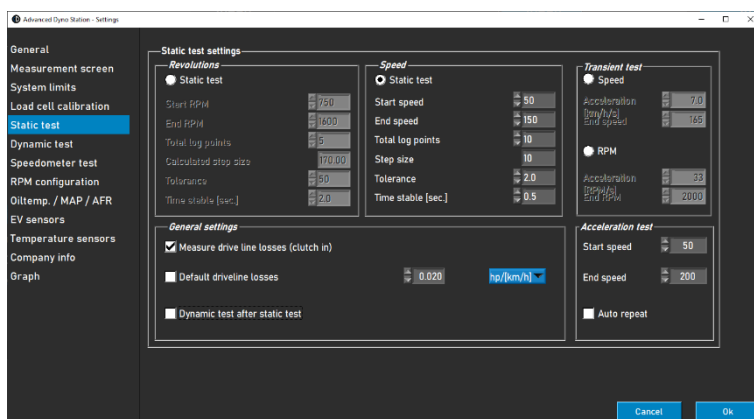 Advanced Dyno Station - Settings
General
Measurement screen
System limits
Load cell calibration
Static test
Dynamic test
Speedometer test
RPM configuration
Oiltemp. / MAP / AFR
EV sensors
Temperature sensors
Company info
Graph
Static test settings
Revolutions
Static test
Start RPM 750
End RPM 1600
Total log points 5
Calculated step size 170.00
Tolerance 50
Time stable [sec.] 2.0
Speed
Static test
Start speed 50
End speed 150
Total log points 10
Step size 10
Tolerance 2.0
Time stable [sec.] 0.5
Transient test
Speed
Acceleration 7.0
[km/h/s]
End speed 165
RPM
Acceleration 33
[RPM/s]
End RPM 2000
General settings
Measure drive line losses (clutch in)
Default driveline losses 0.020 hp/[km/h]
Dynamic test after static test
Acceleration test
Start speed 50
End speed 200
Auto repeat
Cancel Ok